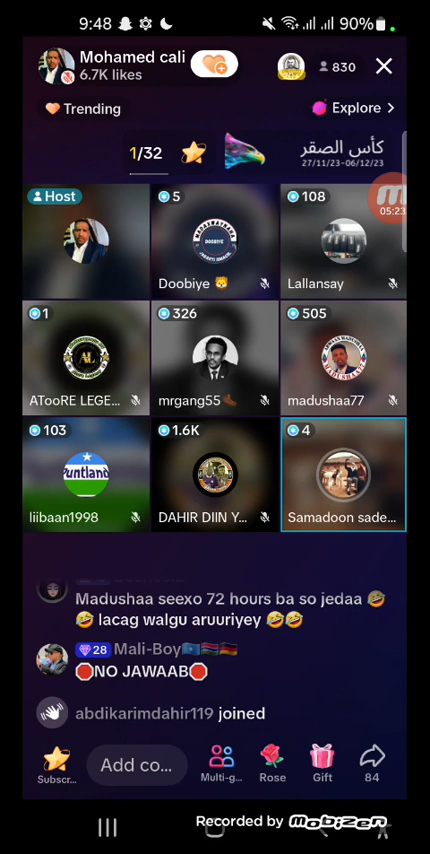 9:48
90%
Mohamed cali
6.7K likes
830
Trending
Explore >
1/32
كأس الصقر
27/11/23-06/12/23
05:23
Host
5
108
DOOBIYE
Doobiye
Lallansay
1
326
505
AL
MADUSHAA
ATooRE LEGE...
mrgang55
madushaa77
103
1.6K
4
Puntland
liibaan1998
DAHIR DIIN Y...
Samadoon sade...
Madushaa seexo 72 hours ba so jedaa 🤣
🤣 lacag walgu aruuriyey 🤣🤣
28 Mali-Boy
🛑NO JAWAAB🛑
abdikarimdahir119 joined
Add co...
Subscr...
Multi-g...
Rose
Gift
84
Recorded by mobizen